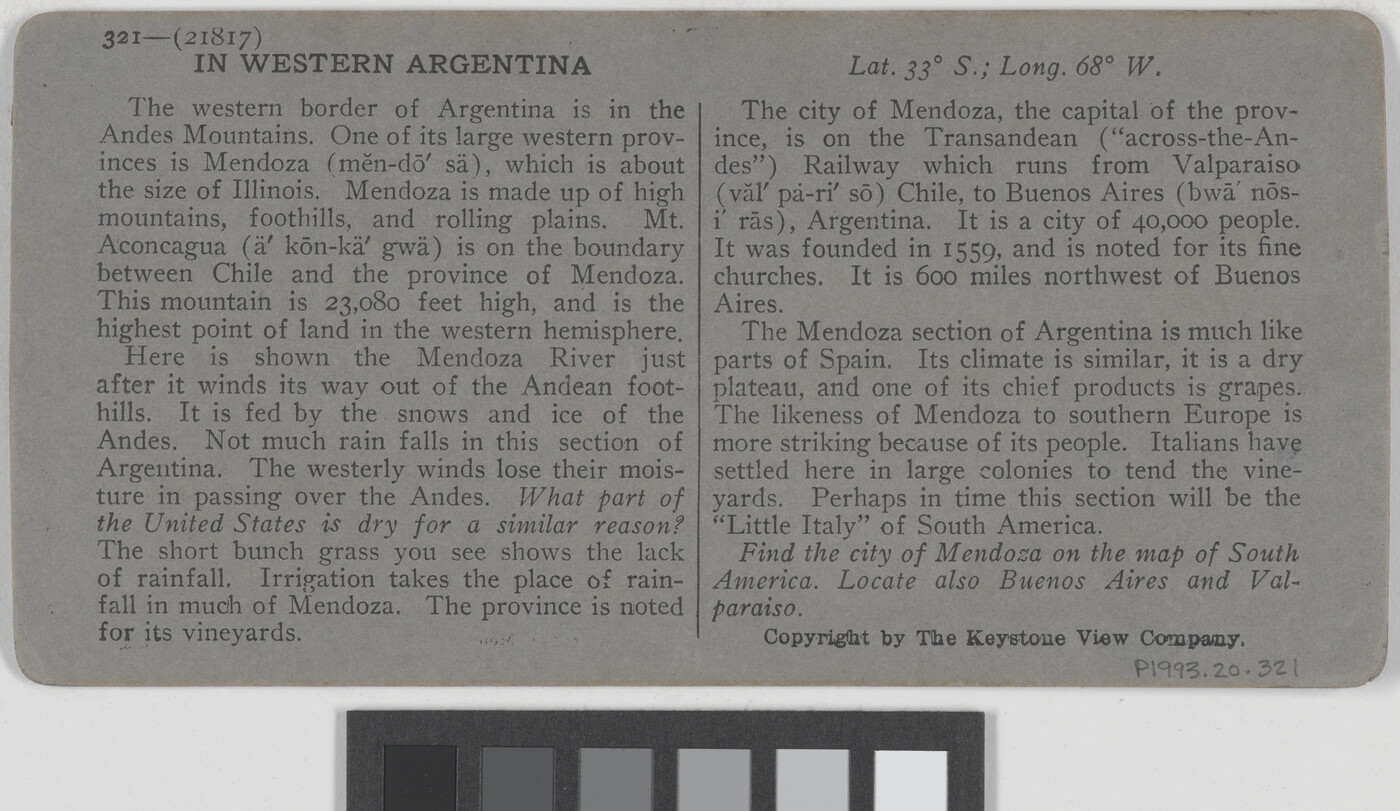 321—(21817)
IN WESTERN ARGENTINA
Lat. 33° S.; Long. 68° W.
The western border of Argentina is in the
Andes Mountains. One of its large western prov-
inces is Mendoza (mĕn-dō′ sä), which is about
the size of Illinois. Mendoza is made up of high
mountains, foothills, and rolling plains. Mt.
Aconcagua (ä′ kōn-kä′ gwä) is on the boundary
between Chile and the province of Mendoza.
This mountain is 23,080 feet high, and is the
highest point of land in the western hemisphere.
Here is shown the Mendoza River just
after it winds its way out of the Andean foot-
hills. It is fed by the snows and ice of the
Andes. Not much rain falls in this section of
Argentina. The westerly winds lose their mois-
ture in passing over the Andes. What part of
the United States is dry for a similar reason?
The short bunch grass you see shows the lack
of rainfall. Irrigation takes the place of rain-
fall in much of Mendoza. The province is noted
for its vineyards.
The city of Mendoza, the capital of the prov-
ince, is on the Transandean (“across-the-An-
des”) Railway which runs from Valparaiso
(văl′ pá-ri′ sō) Chile, to Buenos Aires (bwā′ nōs-
i′ rās), Argentina. It is a city of 40,000 people.
It was founded in 1559, and is noted for its fine
churches. It is 600 miles northwest of Buenos
Aires.
The Mendoza section of Argentina is much like
parts of Spain. Its climate is similar, it is a dry
plateau, and one of its chief products is grapes.
The likeness of Mendoza to southern Europe is
more striking because of its people. Italians have
settled here in large colonies to tend the vine-
yards. Perhaps in time this section will be the
“Little Italy” of South America.
Find the city of Mendoza on the map of South
America. Locate also Buenos Aires and Val-
paraiso.
Copyright by The Keystone View Company.
P1993.20.321